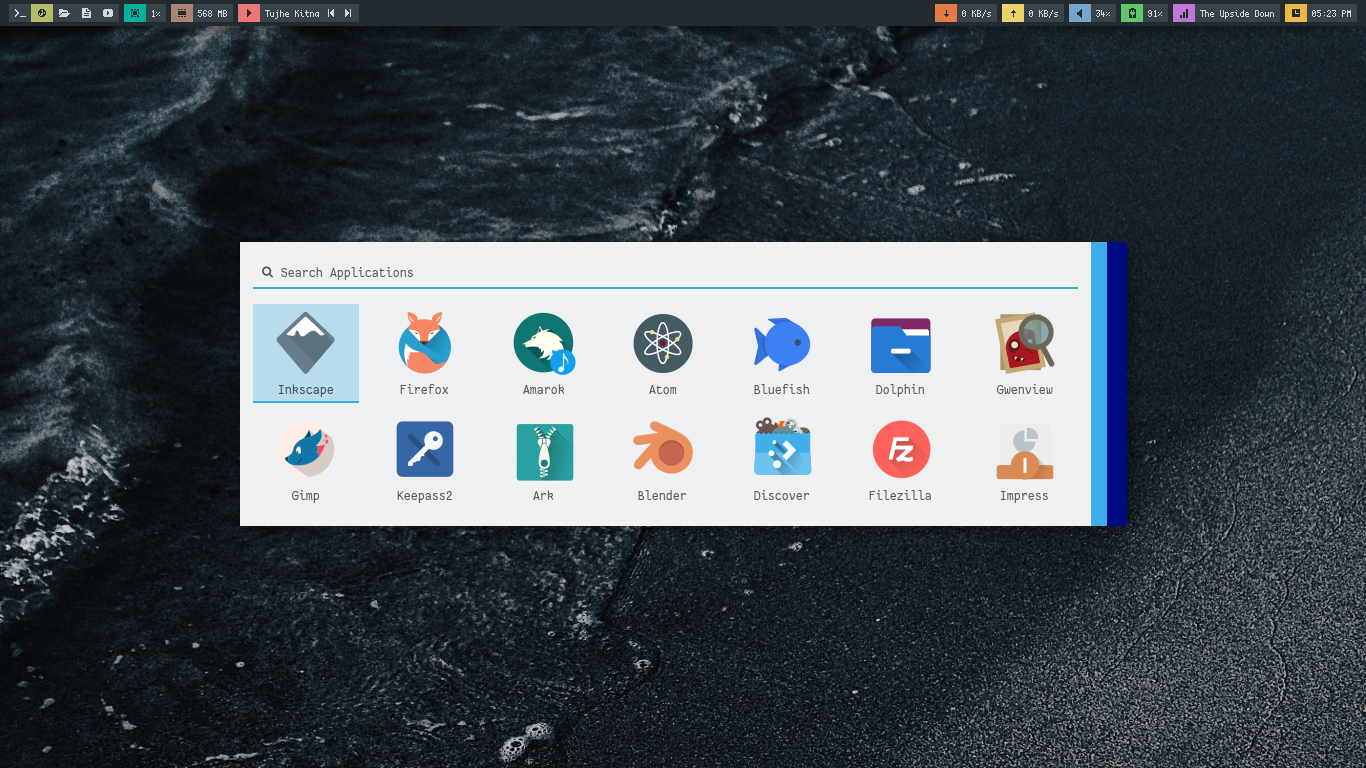 1% 568 MB Tujhe Kitna 0 KB/s 0 KB/s 34% 91% The Upside Down 05:23 PM
Search Applications
Inkscape Firefox Amarok Atom Bluefish Dolphin Gwenview
Gimp Keepass2 Ark Blender Discover Filezilla Impress